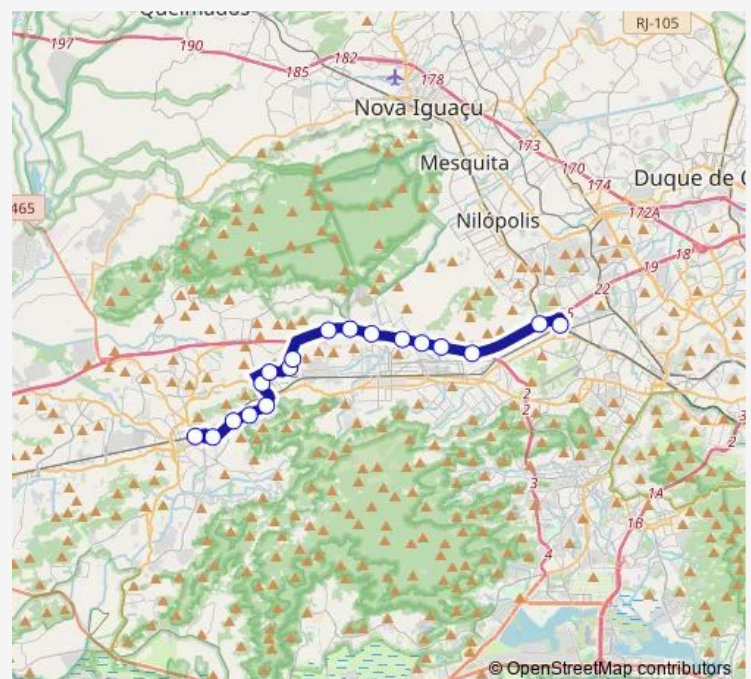 Queimados
RJ-105
197
190
182
185
178
Nova Iguaçu
173
Mesquita
170
174
Duque de C
465
172A
Nilópolis
18
19
22
5
2
2
3
3
2
1A
1B
4
© OpenStreetMap contributors